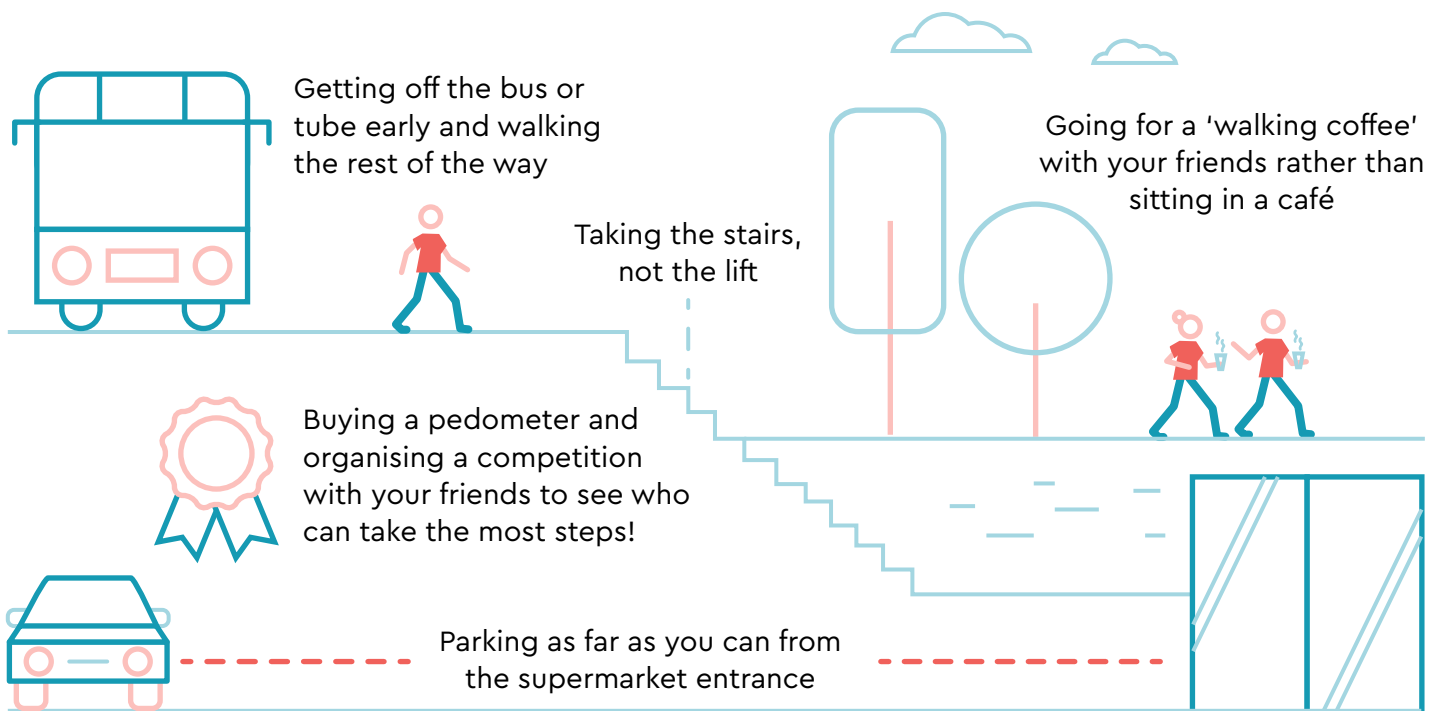 Getting off the bus or
tube early and walking
the rest of the way
Going for a ‘walking coffee’
with your friends rather than
sitting in a café
Taking the stairs,
not the lift
Buying a pedometer and
organising a competition
with your friends to see who
can take the most steps!
Parking as far as you can from
the supermarket entrance